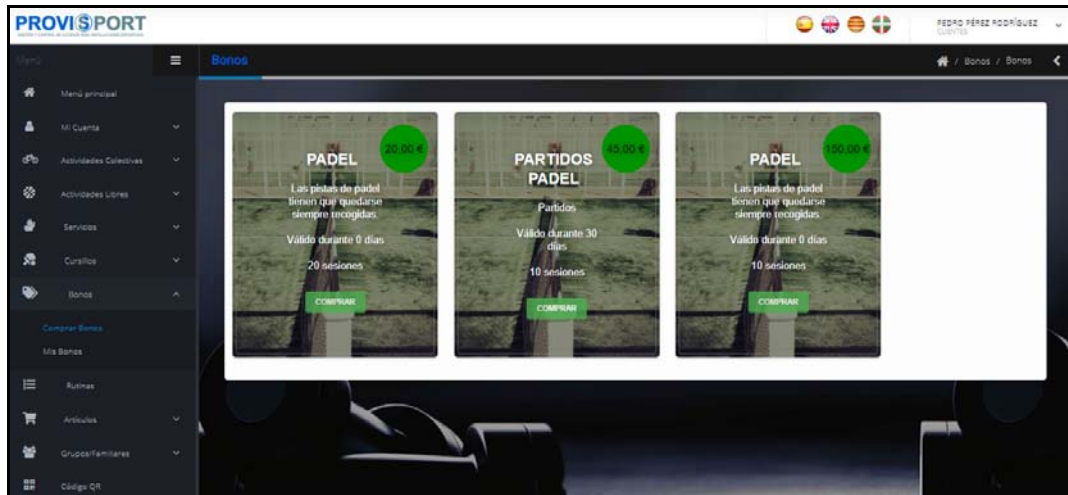 PROVISPORT
PEDRO PÉREZ RODRÍGUEZ
CLIENTES
Menú
Bonos
/ Bonos / Bonos
Menú principal
Mi Cuenta
Actividades Colectivas
Actividades Libres
Servicios
Cursillos
Bonos
Comprar Bonos
Mis Bonos
Rutinas
Artículos
Grupos/Familiares
Código QR
20,00 €
PADEL
Las pistas de padel
tienen que quedarse
siempre recogidas.
Válido durante 0 días
20 sesiones
COMPRAR
45,00 €
PARTIDOS
PADEL
Partidos
Válido durante 30
días
10 sesiones
COMPRAR
150,00 €
PADEL
Las pistas de padel
tienen que quedarse
siempre recogidas.
Válido durante 0 días
10 sesiones
COMPRAR